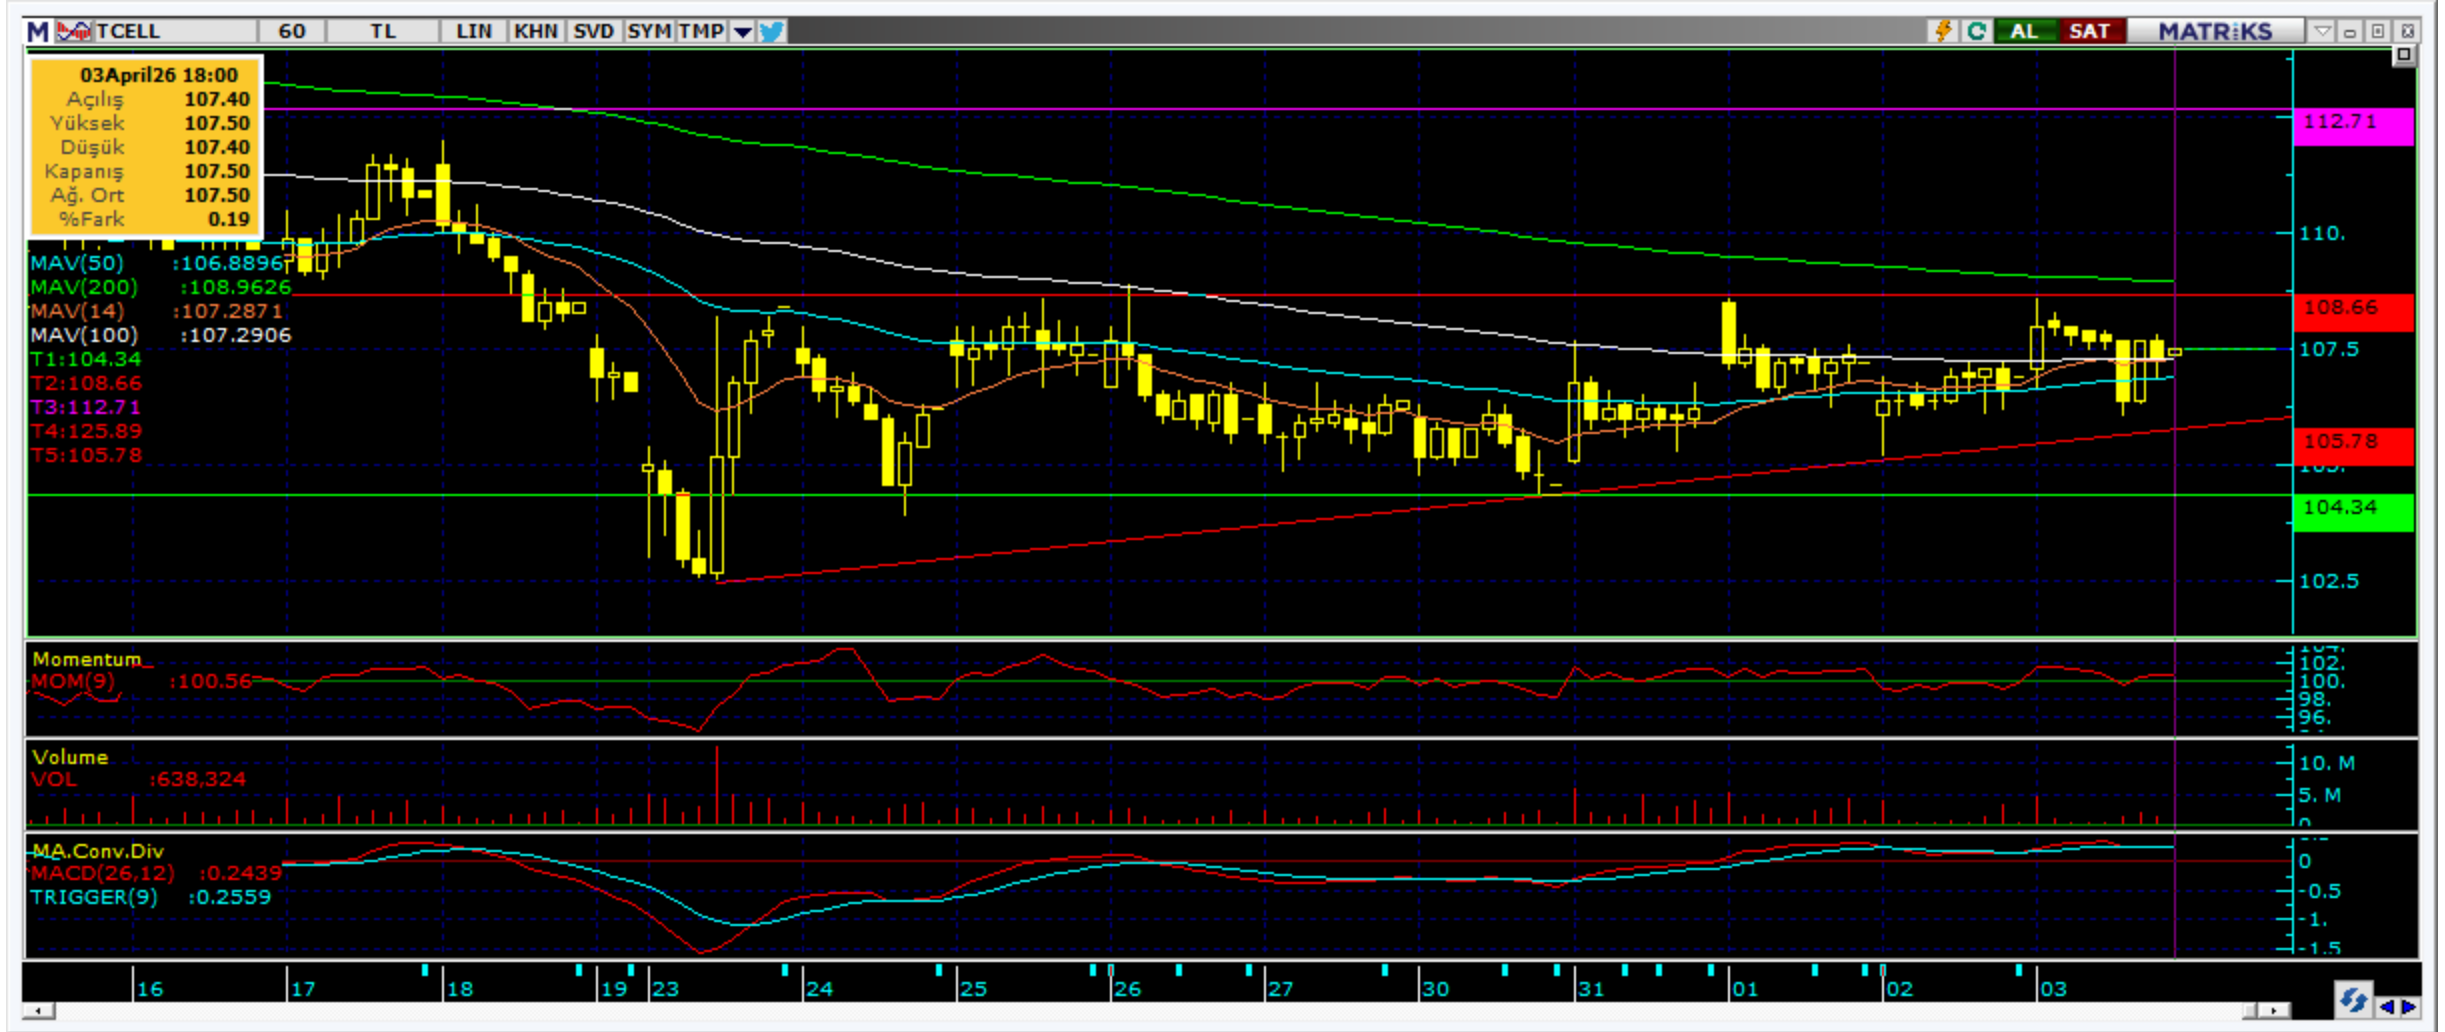 M TCELL 60 TL LIN KHN SVD SYM TMP AL SAT MATRİKS
03April26 18:00
Açılış 107.40
Yüksek 107.50
Düşük 107.40
Kapanış 107.50
Ağ. Ort 107.50
%Fark 0.19
MAV(50) :106.8896
MAV(200) :108.9626
MAV(14) :107.2871
MAV(100) :107.2906
T1:104.34
T2:108.66
T3:112.71
T4:125.89
T5:105.78
112.71
110.
108.66
107.5
105.78
105.
104.34
102.5
Momentum
MOM(9) :100.56
104.
102.
100.
98.
96.
Volume
VOL :638,324
10. M
5. M
0
MA.Conv.Div
MACD(26,12) :0.2439
TRIGGER(9) :0.2559
0
-0.5
-1.
-1.5
16 17 18 19 23 24 25 26 27 30 31 01 02 03